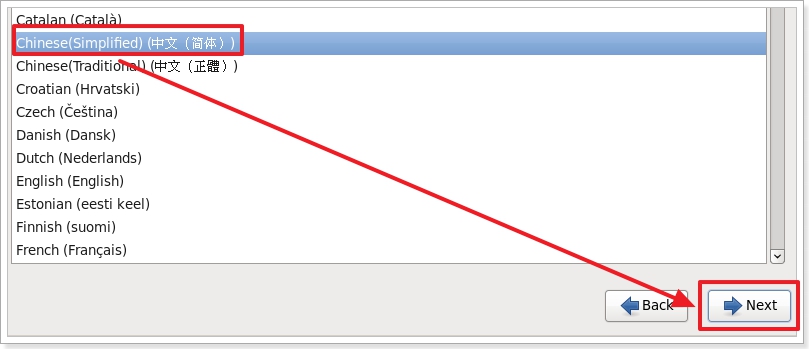 Catalan (Català)
Chinese(Simplified) (中文（简体）)
Chinese(Traditional) (中文（正體）)
Croatian (Hrvatski)
Czech (Čeština)
Danish (Dansk)
Dutch (Nederlands)
English (English)
Estonian (eesti keel)
Finnish (suomi)
French (Français)
Back
Next